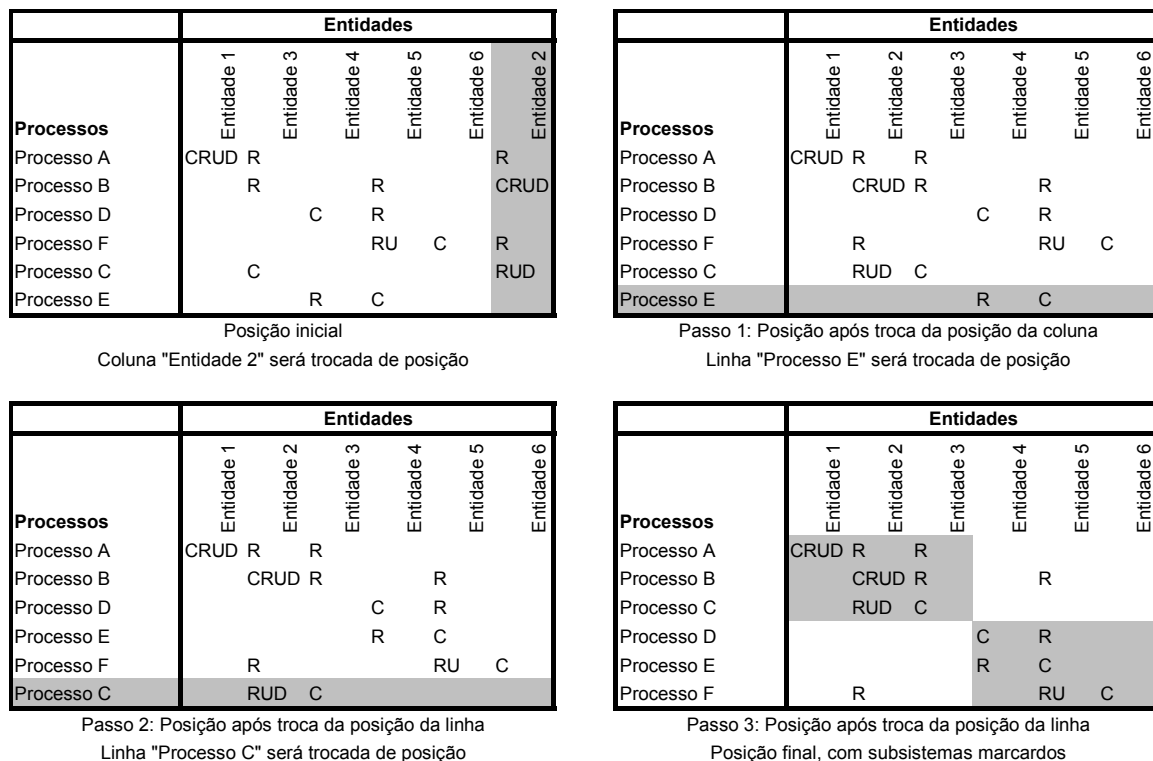 Entidades
Processos Entidade 1 Entidade 3 Entidade 4 Entidade 5 Entidade 6 Entidade 2
Processo A CRUD R R
Processo B R R CRUD
Processo D C R
Processo F RU C R
Processo C C RUD
Processo E R C
Posição inicial
Coluna "Entidade 2" será trocada de posição
Entidades
Processos Entidade 1 Entidade 2 Entidade 3 Entidade 4 Entidade 5 Entidade 6
Processo A CRUD R R
Processo B CRUD R R
Processo D C R
Processo F R RU C
Processo C RUD C
Processo E R C
Passo 1: Posição após troca da posição da coluna
Linha "Processo E" será trocada de posição
Entidades
Processos Entidade 1 Entidade 2 Entidade 3 Entidade 4 Entidade 5 Entidade 6
Processo A CRUD R R
Processo B CRUD R R
Processo D C R
Processo E R C
Processo F R RU C
Processo C RUD C
Passo 2: Posição após troca da posição da linha
Linha "Processo C" será trocada de posição
Entidades
Processos Entidade 1 Entidade 2 Entidade 3 Entidade 4 Entidade 5 Entidade 6
Processo A CRUD R R
Processo B CRUD R R
Processo C RUD C
Processo D C R
Processo E R C
Processo F R RU C
Passo 3: Posição após troca da posição da linha
Posição final, com subsistemas marcardos